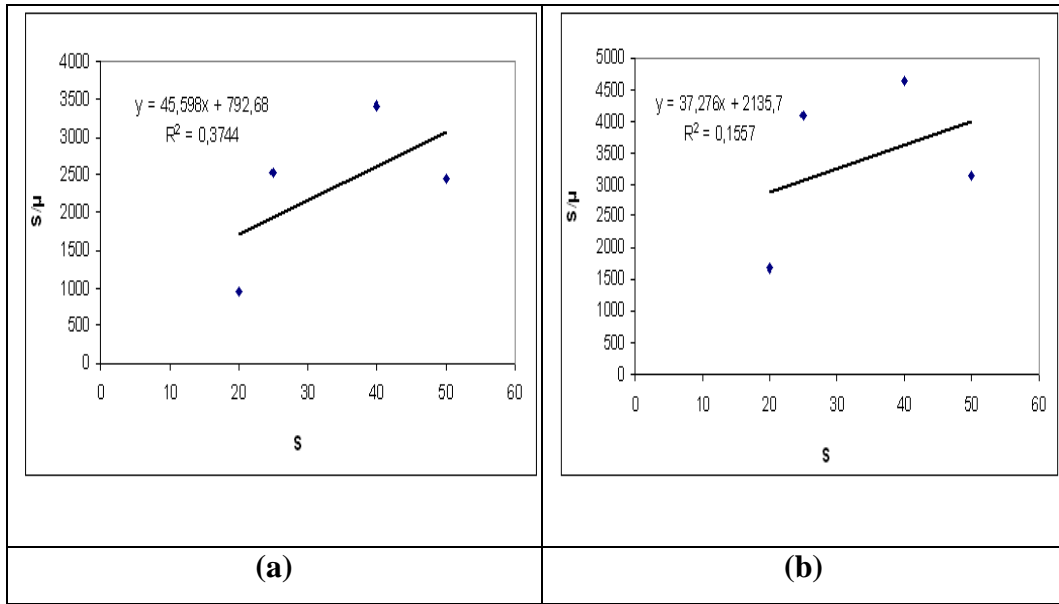 4000
3500
3000
2500
2000
1500
1000
500
0
y = 45,598x + 792,68
R² = 0,3744
s/µ
0 10 20 30 40 50 60
S
(a)
5000
4500
4000
3500
3000
2500
2000
1500
1000
500
0
y = 37,276x + 2135,7
R² = 0,1557
s/µ
0 10 20 30 40 50 60
S
(b)